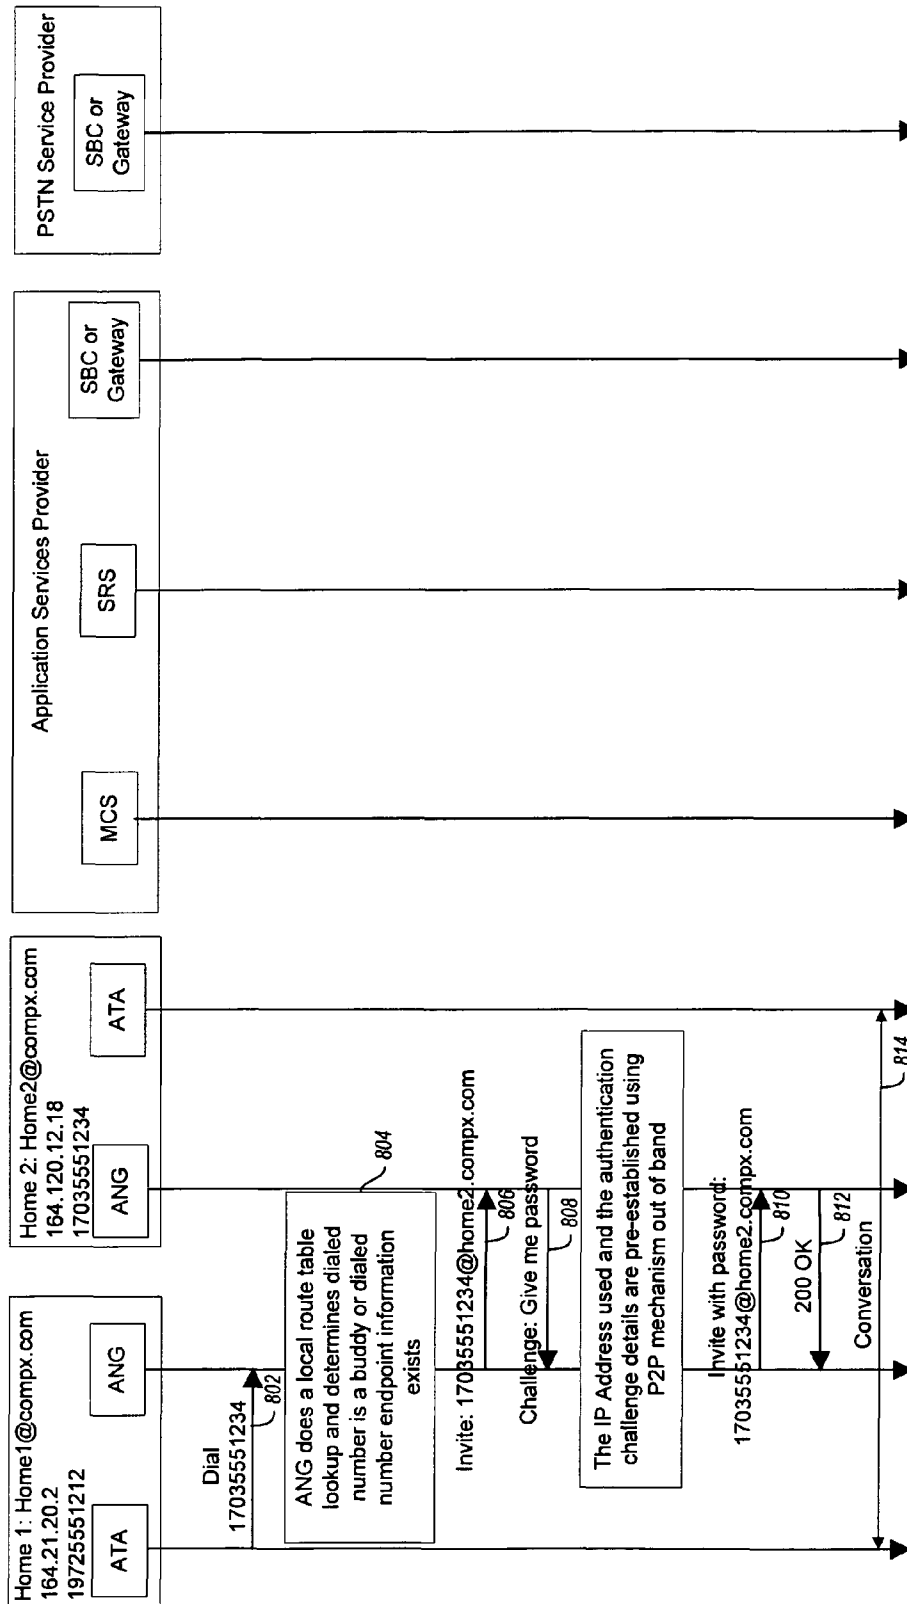 Home 1: Home1@compx.com
164.21.20.2
19725551212
ATA
ANG
Home 2: Home2@compx.com
164.120.12.18
17035551234
ANG
ATA
Application Services Provider
MCS
SRS
SBC or
Gateway
PSTN Service Provider
SBC or
Gateway
Dial
17035551234
802
ANG does a local route table
lookup and determines dialed
number is a buddy or dialed
number endpoint information
exists
804
Invite: 17035551234@home2.compx.com
806
Challenge: Give me password
808
The IP Address used and the authentication
challenge details are pre-established using
P2P mechanism out of band
Invite with password:
17035551234@home2.compx.com
810
200 OK
812
Conversation
814